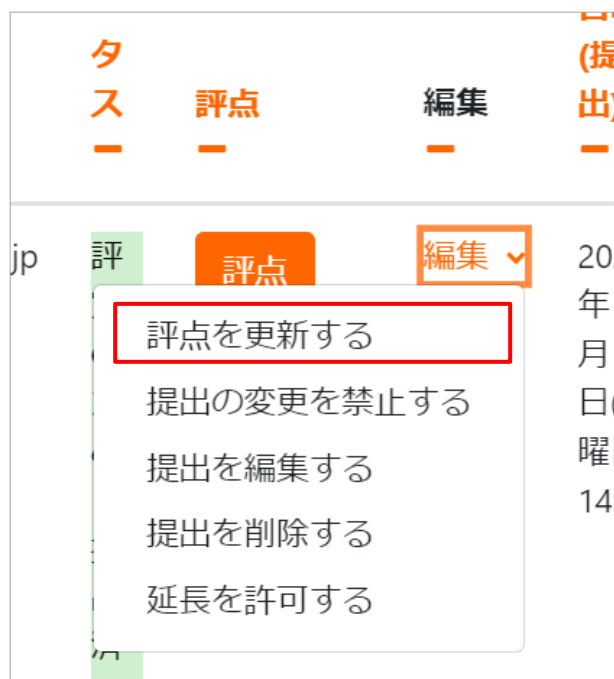 タ
ス
評点
編集
(提
出)
jp
評
評点
編集
20
年
月
日(
曜
14
評点を更新する
提出の変更を禁止する
提出を編集する
提出を削除する
延長を許可する
済